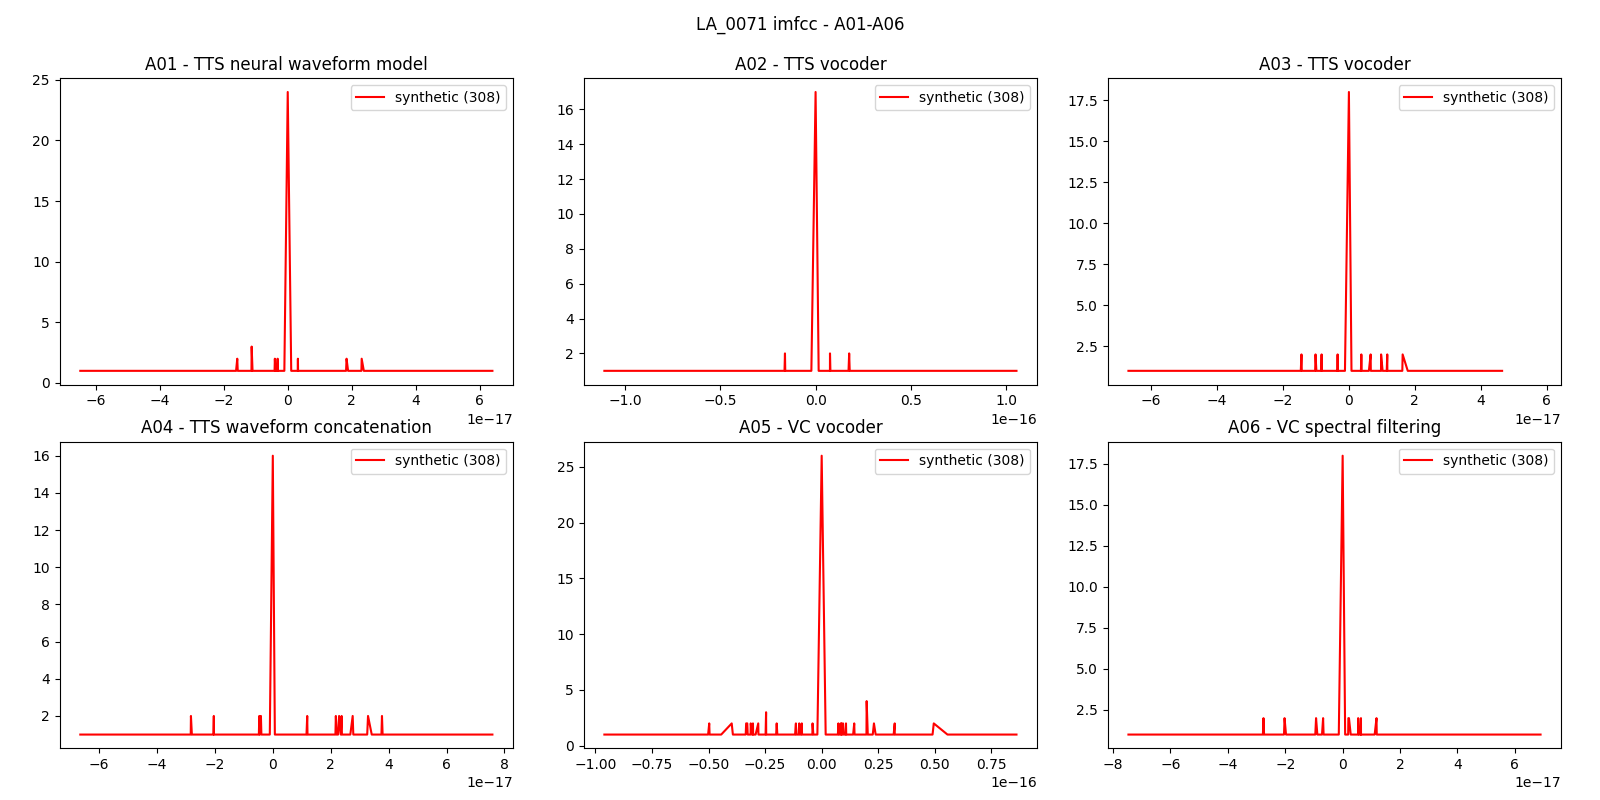 LA_0071 imfcc - A01-A06
A01 - TTS neural waveform model
synthetic (308)
25
20
15
10
5
0
−6 −4 −2 0 2 4 6
1e−17
A02 - TTS vocoder
synthetic (308)
16
14
12
10
8
6
4
2
−1.0 −0.5 0.0 0.5 1.0
1e−16
A03 - TTS vocoder
synthetic (308)
17.5
15.0
12.5
10.0
7.5
5.0
2.5
−6 −4 −2 0 2 4 6
1e−17
A04 - TTS waveform concatenation
synthetic (308)
16
14
12
10
8
6
4
2
−6 −4 −2 0 2 4 6 8
1e−17
A05 - VC vocoder
synthetic (308)
25
20
15
10
5
0
−1.00 −0.75 −0.50 −0.25 0.00 0.25 0.50 0.75
1e−16
A06 - VC spectral filtering
synthetic (308)
17.5
15.0
12.5
10.0
7.5
5.0
2.5
−8 −6 −4 −2 0 2 4 6
1e−17